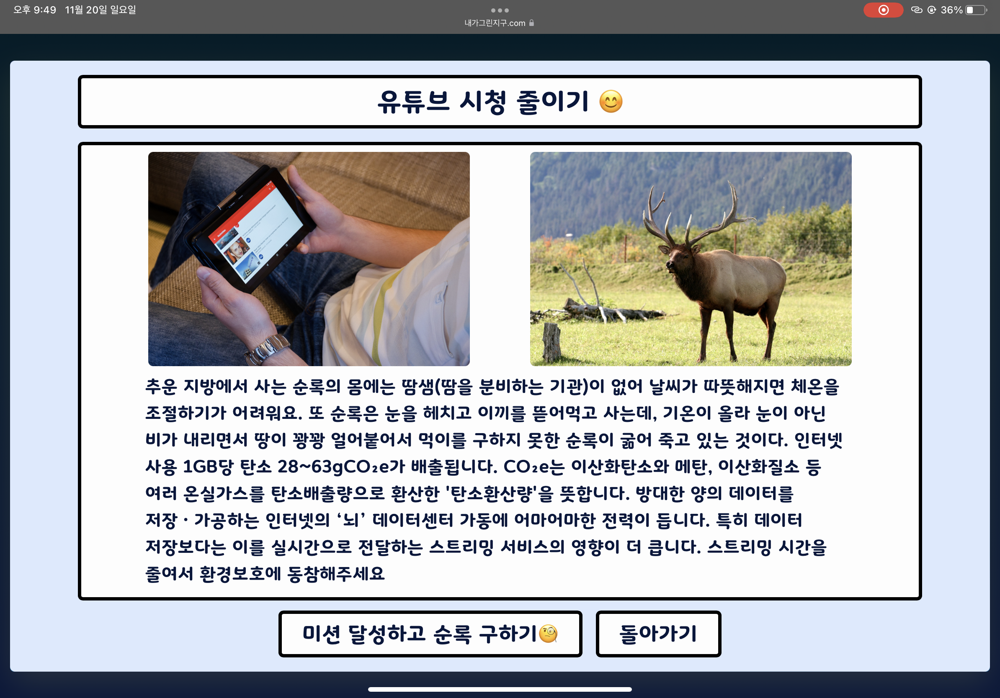 오후 9:49 11월 20일 일요일
내가그린지구.com
36%
유튜브 시청 줄이기 😊
추운 지방에서 사는 순록의 몸에는 땀샘(땀을 분비하는 기관)이 없어 날씨가 따뜻해지면 체온을
조절하기가 어려워요. 또 순록은 눈을 헤치고 이끼를 뜯어먹고 사는데, 기온이 올라 눈이 아닌
비가 내리면서 땅이 꽝꽝 얼어붙어서 먹이를 구하지 못한 순록이 굶어 죽고 있는 것이다. 인터넷
사용 1GB당 탄소 28~63gCO₂e가 배출됩니다. CO₂e는 이산화탄소와 메탄, 이산화질소 등
여러 온실가스를 탄소배출량으로 환산한 '탄소환산량'을 뜻합니다. 방대한 양의 데이터를
저장 · 가공하는 인터넷의 ‘뇌’ 데이터센터 가동에 어마어마한 전력이 듭니다. 특히 데이터
저장보다는 이를 실시간으로 전달하는 스트리밍 서비스의 영향이 더 큽니다. 스트리밍 시간을
줄여서 환경보호에 동참해주세요
미션 달성하고 순록 구하기🧐
돌아가기